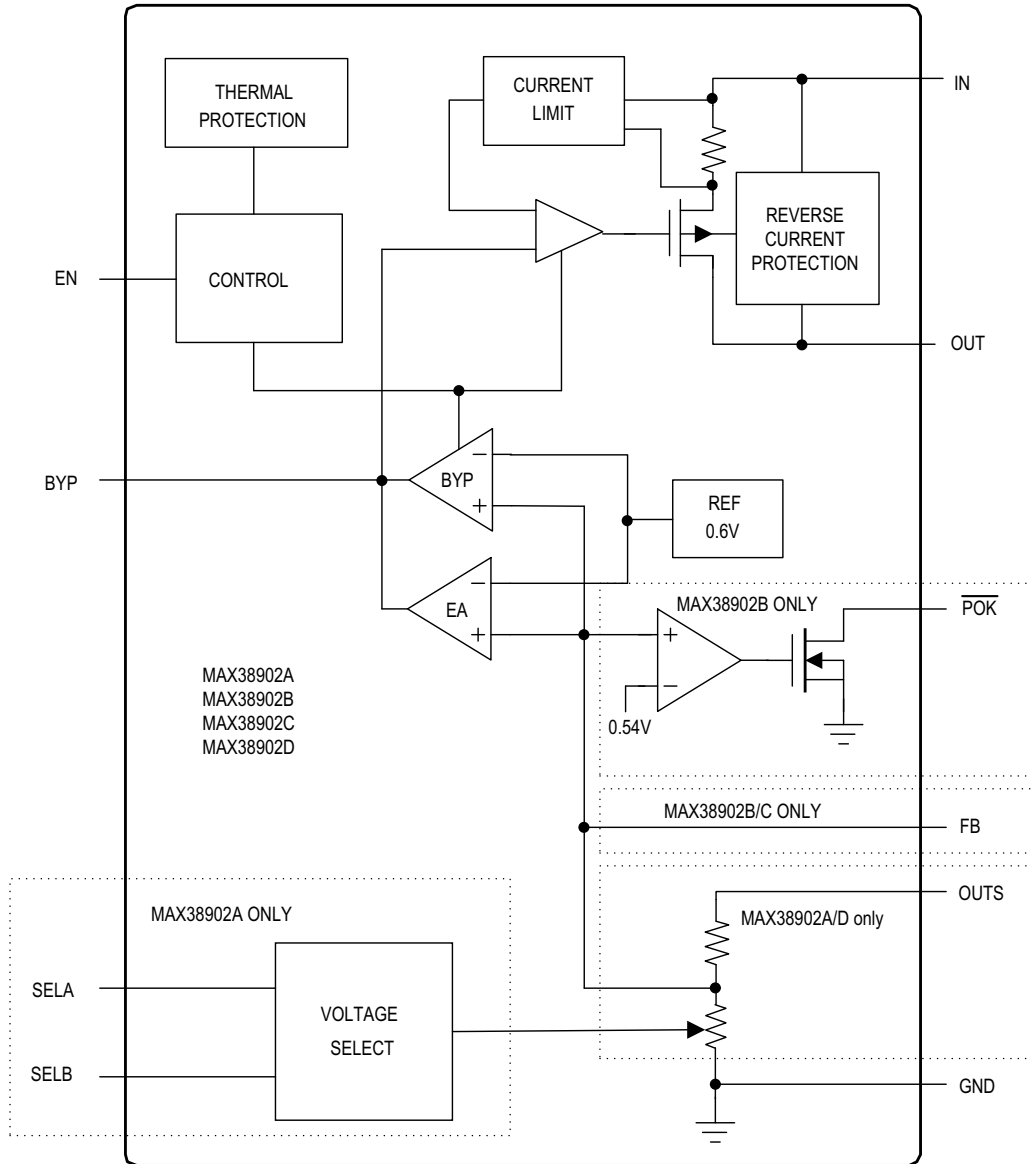 THERMAL
PROTECTION
CURRENT
LIMIT
IN
REVERSE
CURRENT
PROTECTION
EN
CONTROL
OUT
BYP
−
BYP
+
REF
0.6V
−
EA
+
MAX38902B ONLY
POK
+
−
0.54V
MAX38902A
MAX38902B
MAX38902C
MAX38902D
MAX38902B/C ONLY
FB
OUTS
MAX38902A/D only
MAX38902A ONLY
SELA
VOLTAGE
SELECT
SELB
GND